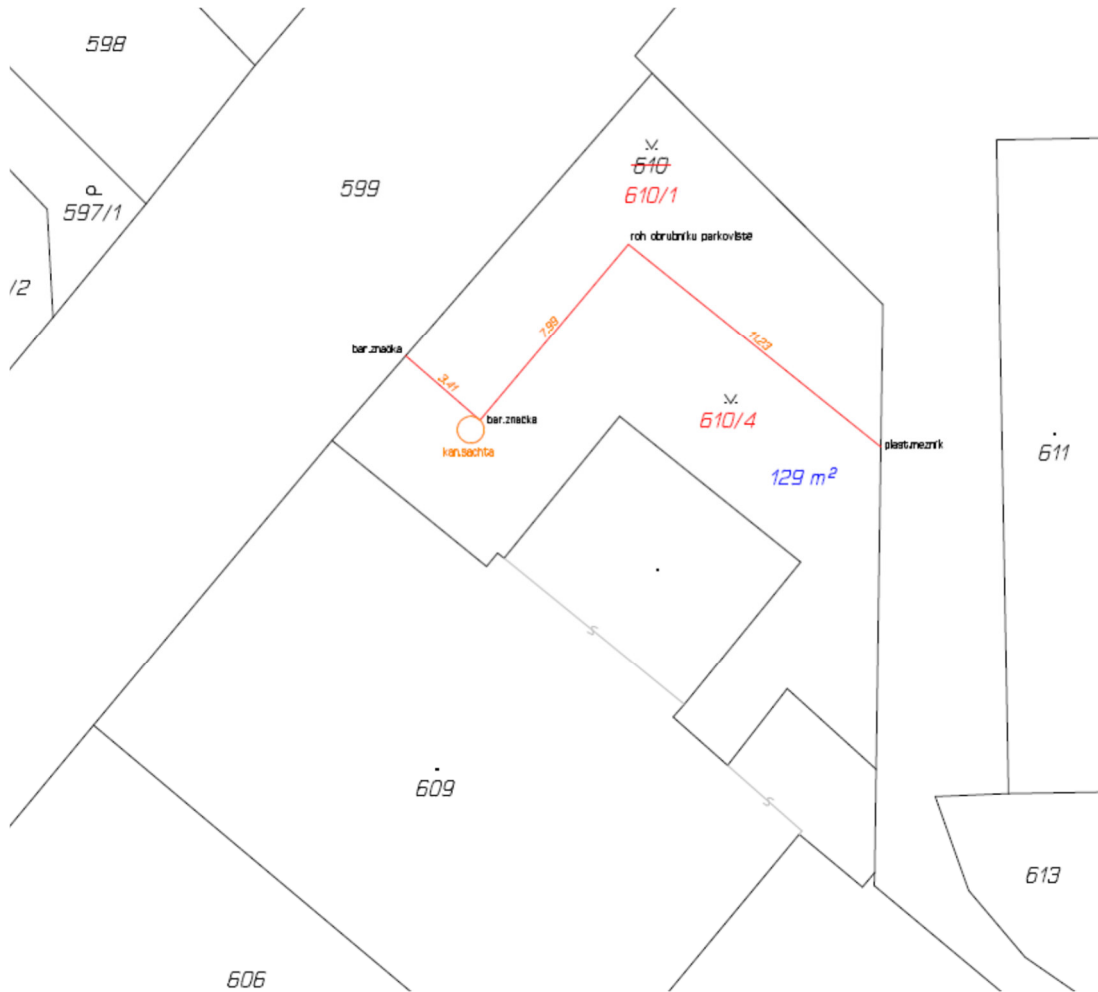 598
599
597/1
/2
610
610/1
roh obrubníku parkoviště
7.99
11.23
bar.značka
3.41
bar.značka
kan.šachta
610/4
plast.mezník
129 m²
611
s
s
609
613
606